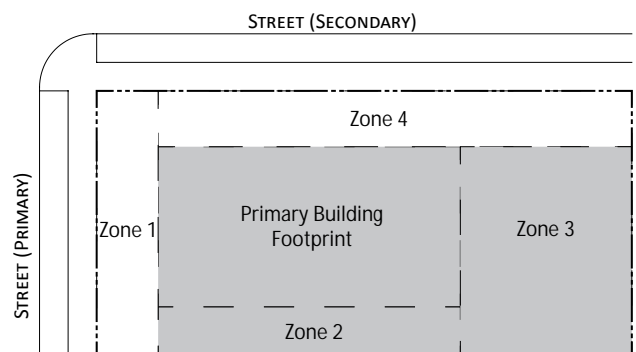 STREET (SECONDARY)
Zone 4
STREET (PRIMARY)
Zone 1
Primary Building
Footprint
Zone 3
Zone 2